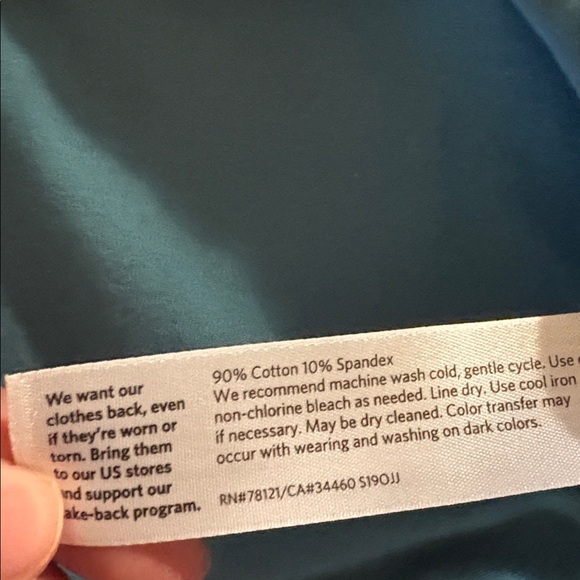 We want our
clothes back, even
if they're worn or
torn. Bring them
to our US stores
and support our
ake-back program.
90% Cotton 10% Spandex
We recommend machine wash cold, gentle cycle. Use
non-chlorine bleach as needed. Line dry. Use cool iron
if necessary. May be dry cleaned. Color transfer may
occur with wearing and washing on dark colors.
RN#78121/CA#34460 S19OJJ